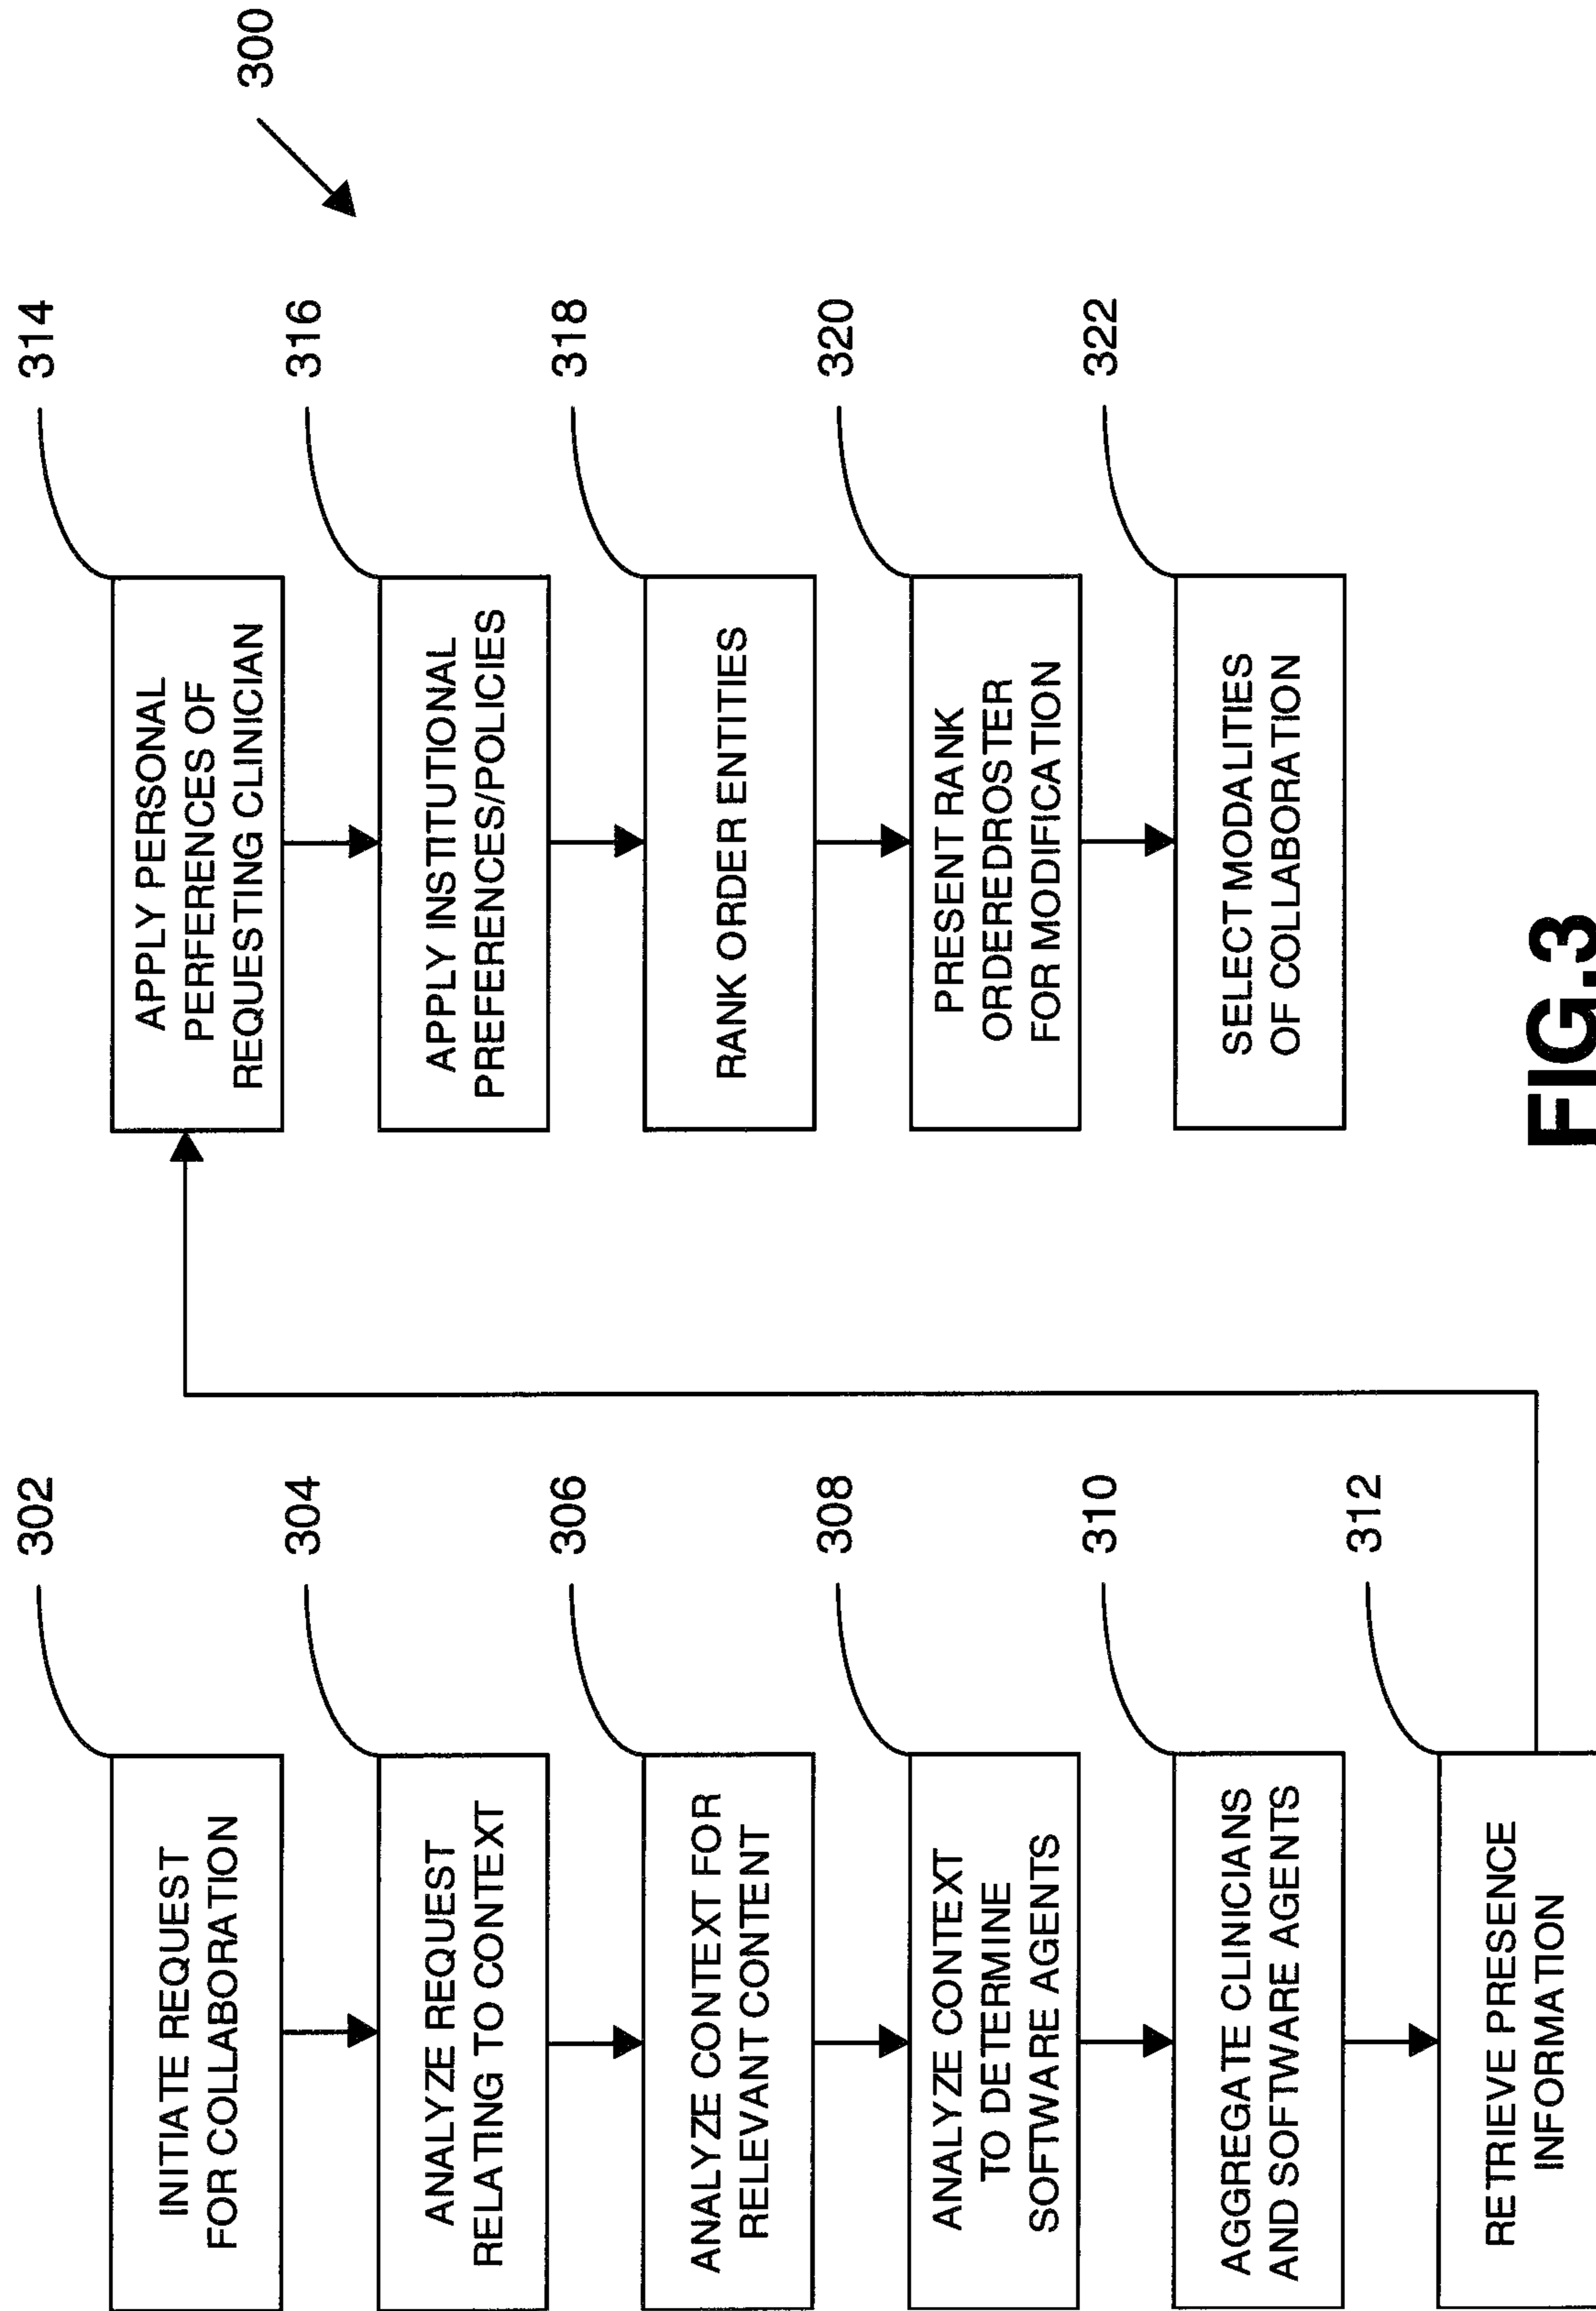 302
INITIATE REQUEST
FOR COLLABORATION
304
ANALYZE REQUEST
RELATING TO CONTEXT
306
ANALYZE CONTEXT FOR
RELEVANT CONTENT
308
ANALYZE CONTEXT
TO DETERMINE
SOFTWARE AGENTS
310
AGGREGATE CLINICIANS
AND SOFTWARE AGENTS
312
RETRIEVE PRESENCE
INFORMATION
314
APPLY PERSONAL
PERFERENCES OF
REQUESTING CLINICIAN
316
APPLY INSTITUTIONAL
PREFERENCES/POLICIES
318
RANK ORDER ENTITIES
320
PRESENT RANK
ORDEREDROSTER
FOR MODIFICATION
322
SELECT MODALITIES
OF COLLABORATION
300
FIG.3